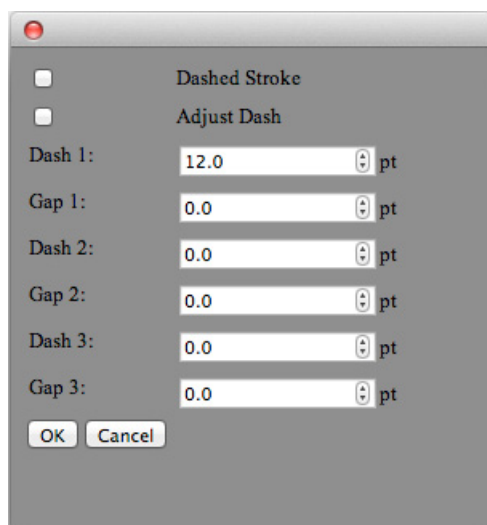 Dashed Stroke
Adjust Dash
Dash 1: 12.0 pt
Gap 1: 0.0 pt
Dash 2: 0.0 pt
Gap 2: 0.0 pt
Dash 3: 0.0 pt
Gap 3: 0.0 pt
OK Cancel